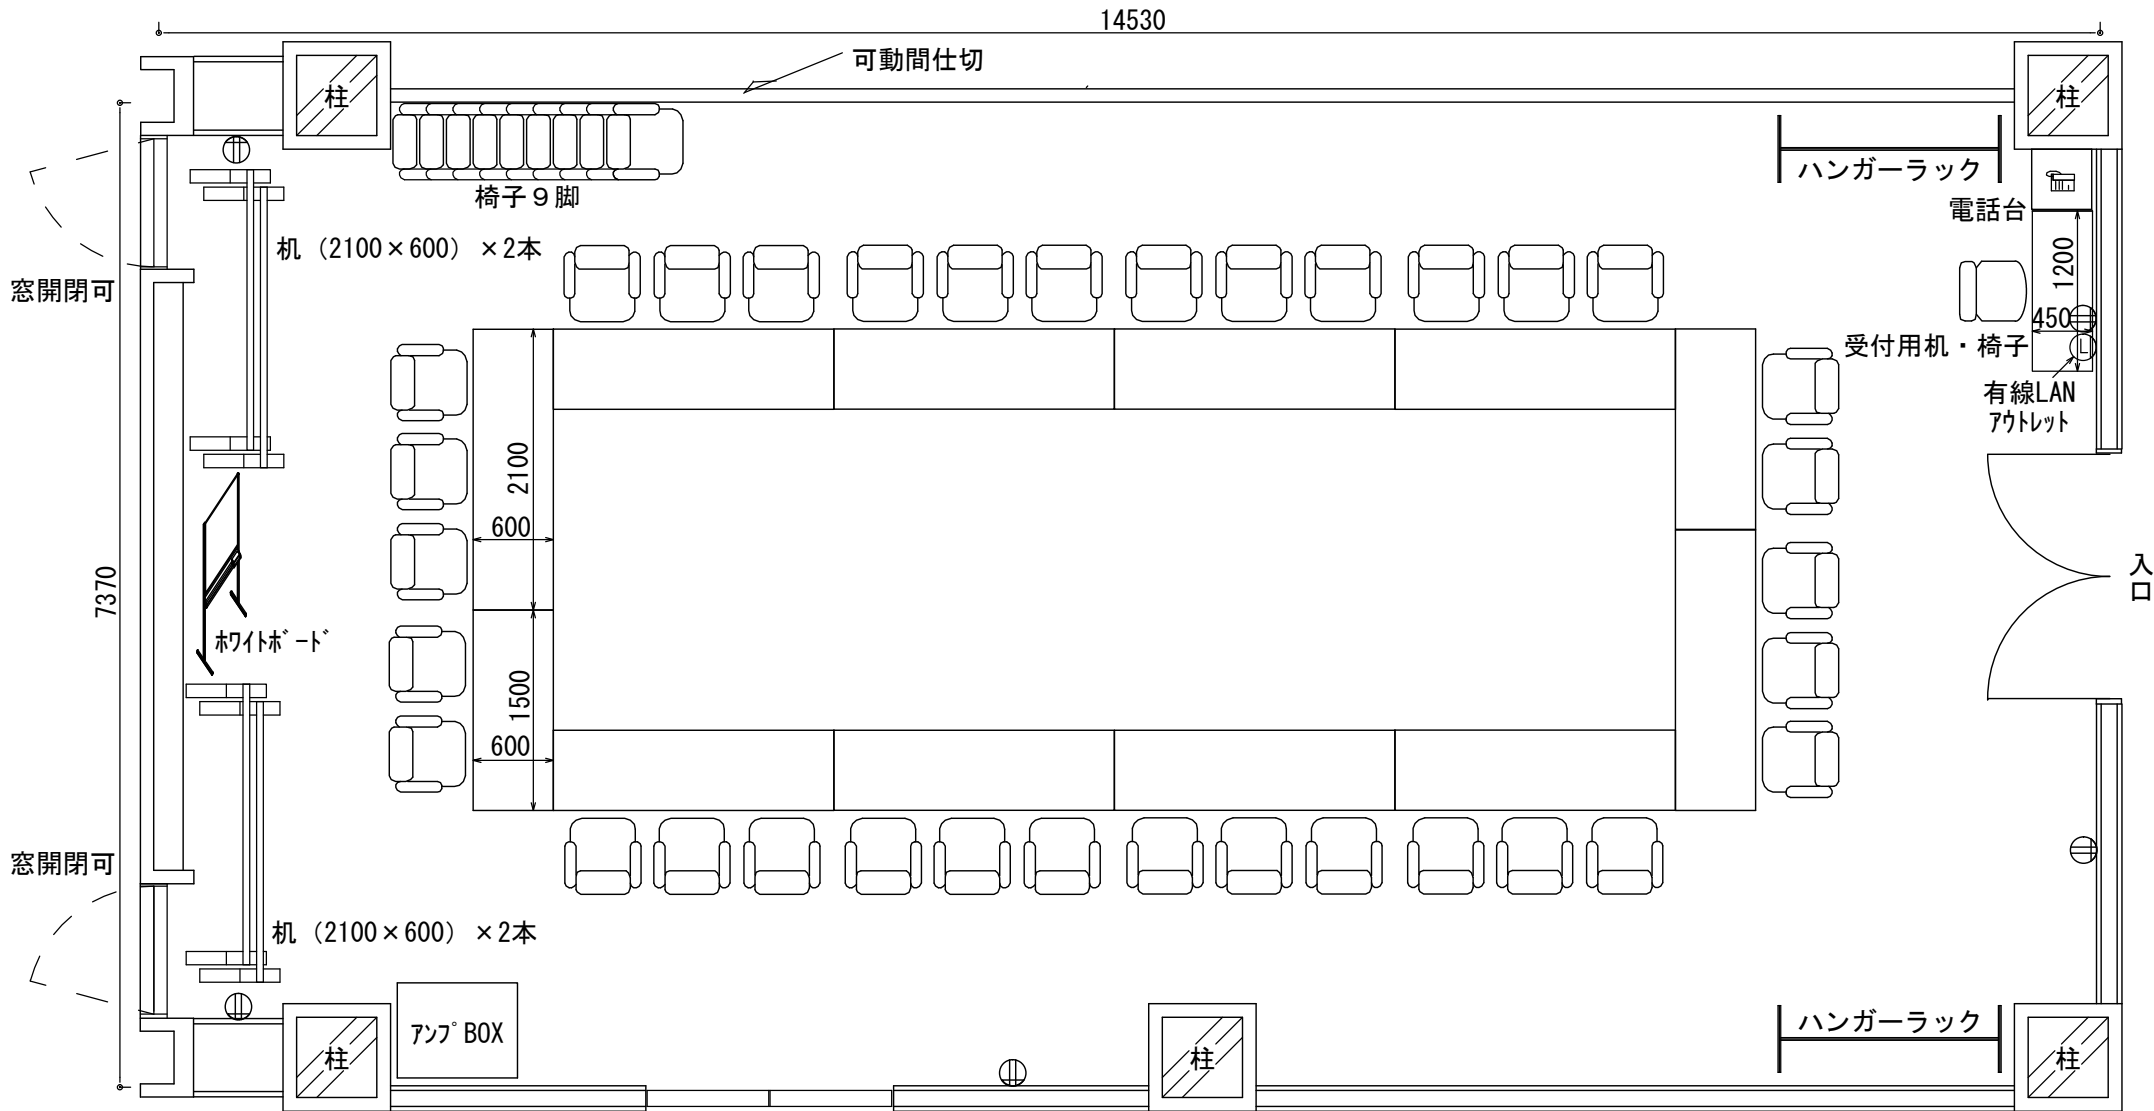 14530
可動間仕切
柱
柱
ハンガーラック
椅子９脚
電話台
机（2100×600）×2本
1200
窓開閉可
450
受付用机・椅子
L
有線LAN
ｱｳﾄﾚｯﾄ
2100
600
7370
入口
ﾎﾜｲﾄﾎﾞｰﾄﾞ
1500
600
窓開閉可
机（2100×600）×2本
ハンガーラック
ｱﾝﾌﾟBOX
柱
柱
柱